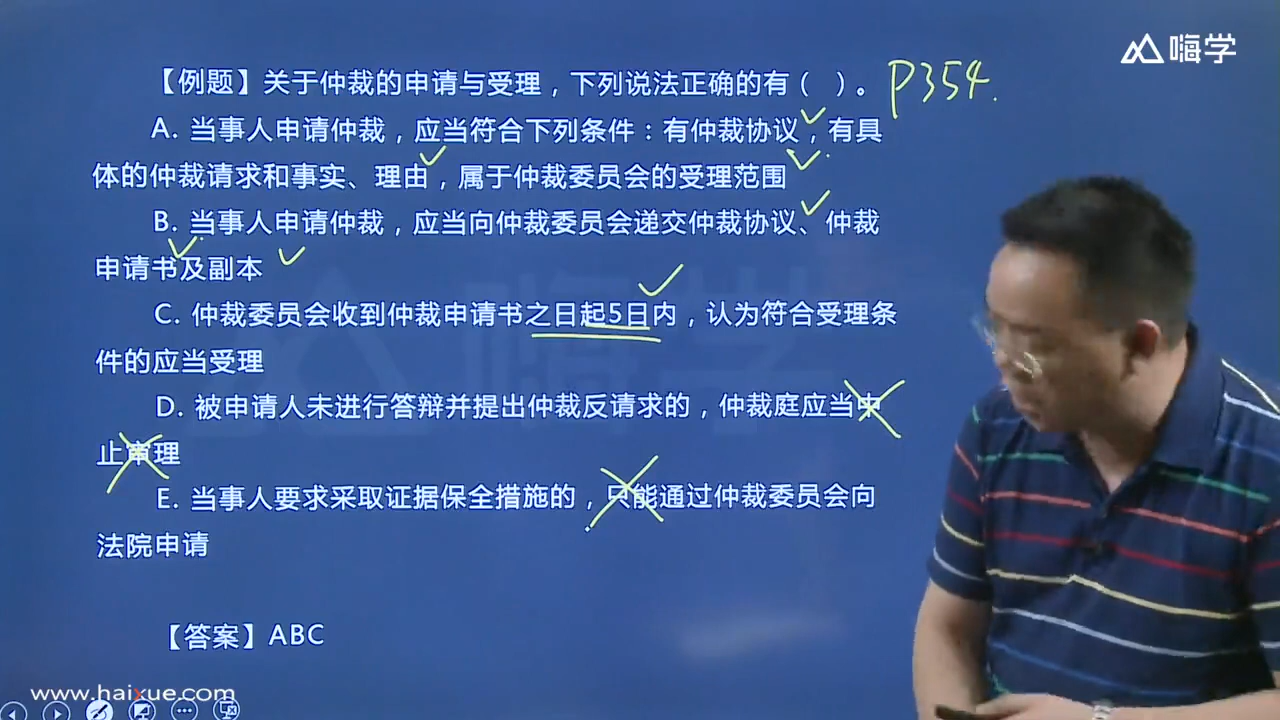 嗨学
【例题】关于仲裁的申请与受理，下列说法正确的有（ ）。 P354.
A. 当事人申请仲裁，应当符合下列条件：有仲裁协议，有具
体的仲裁请求和事实、理由，属于仲裁委员会的受理范围
B. 当事人申请仲裁，应当向仲裁委员会递交仲裁协议、仲裁
申请书及副本
C. 仲裁委员会收到仲裁申请书之日起5日内，认为符合受理条
件的应当受理
D. 被申请人未进行答辩并提出仲裁反请求的，仲裁庭应当中
止审理
E. 当事人要求采取证据保全措施的，只能通过仲裁委员会向
法院申请
【答案】ABC
www.haixue.com